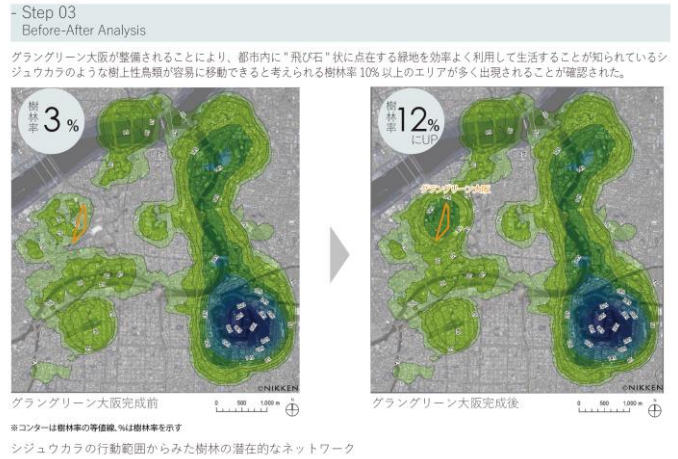 - Step 03
Before-After Analysis
グラングリーン大阪が整備されることにより、都市内に"飛び石"状に点在する緑地を効率よく利用して生活することが知られているシ
ジュウカラのような樹上性鳥類が容易に移動できると考えられる樹林率10%以上のエリアが多く出現されることが確認された。
樹林率 3 %
©NIKKEN
グラングリーン大阪完成前
0 500 1,000 m
樹林率 12% にUP
グラングリーン大阪
©NIKKEN
グラングリーン大阪完成後
0 500 1,000 m
※コンターは樹林率の等値線、%は樹林率を示す
シジュウカラの行動範囲からみた樹林の潜在的なネットワーク